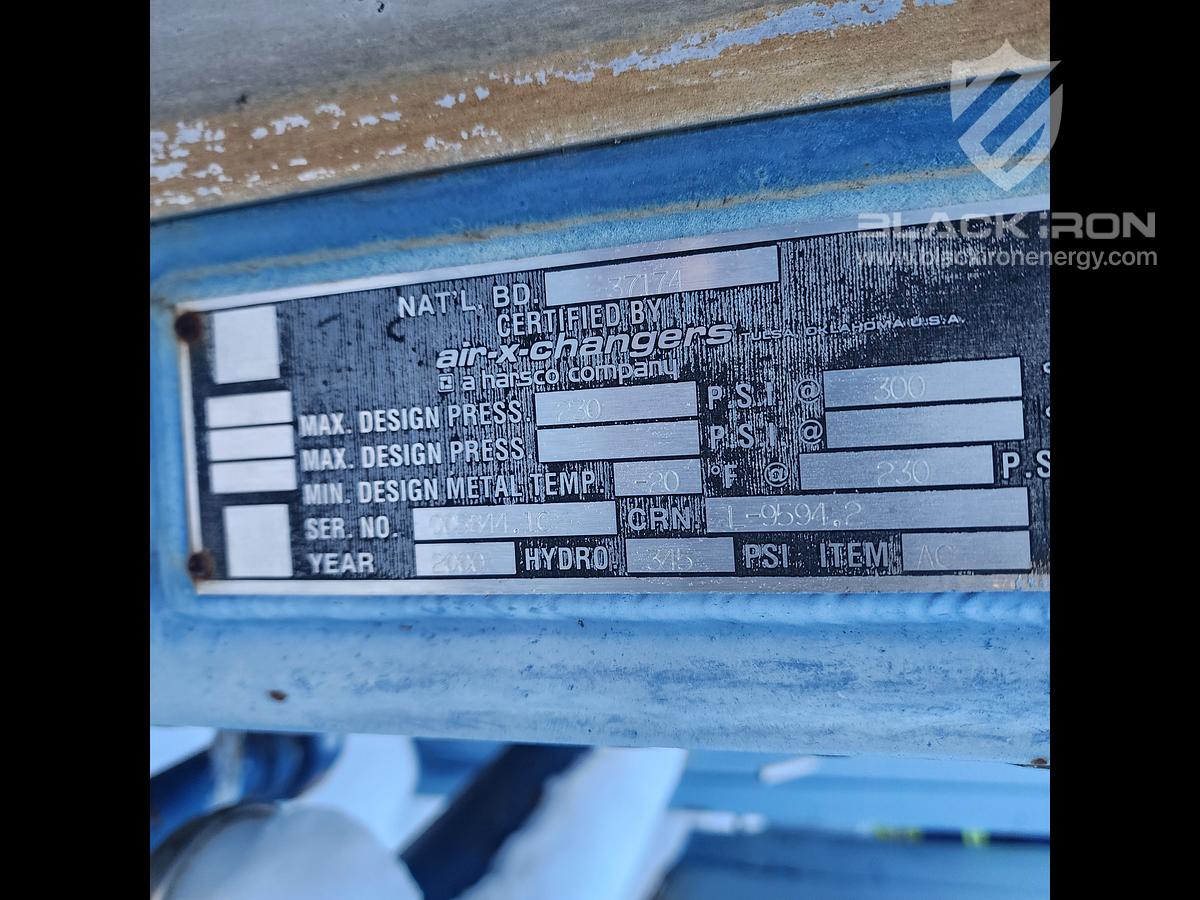 BLACK IRON
www.blackironenergy.com
NAT'L. BD. 37174
CERTIFIED BY
air-x-changers TULSA, OKLAHOMA U.S.A.
a harsco company
MAX. DESIGN PRESS 230 P.S.I. @ 300
MAX. DESIGN PRESS P.S.I. @
MIN. DESIGN METAL TEMP. -20 °F @ 230 P.S
SER. NO. CRN L-9594.2
YEAR 2000 HYDRO. 345 PSI ITEM AC